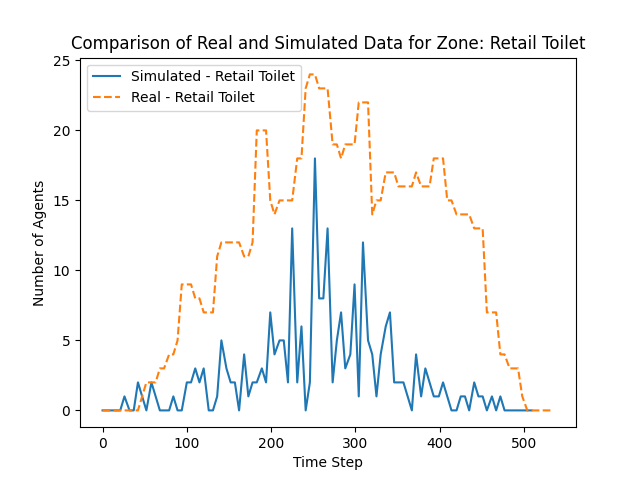 Comparison of Real and Simulated Data for Zone: Retail Toilet
Simulated - Retail Toilet
Real - Retail Toilet
Number of Agents
25
20
15
10
5
0
0 100 200 300 400 500
Time Step